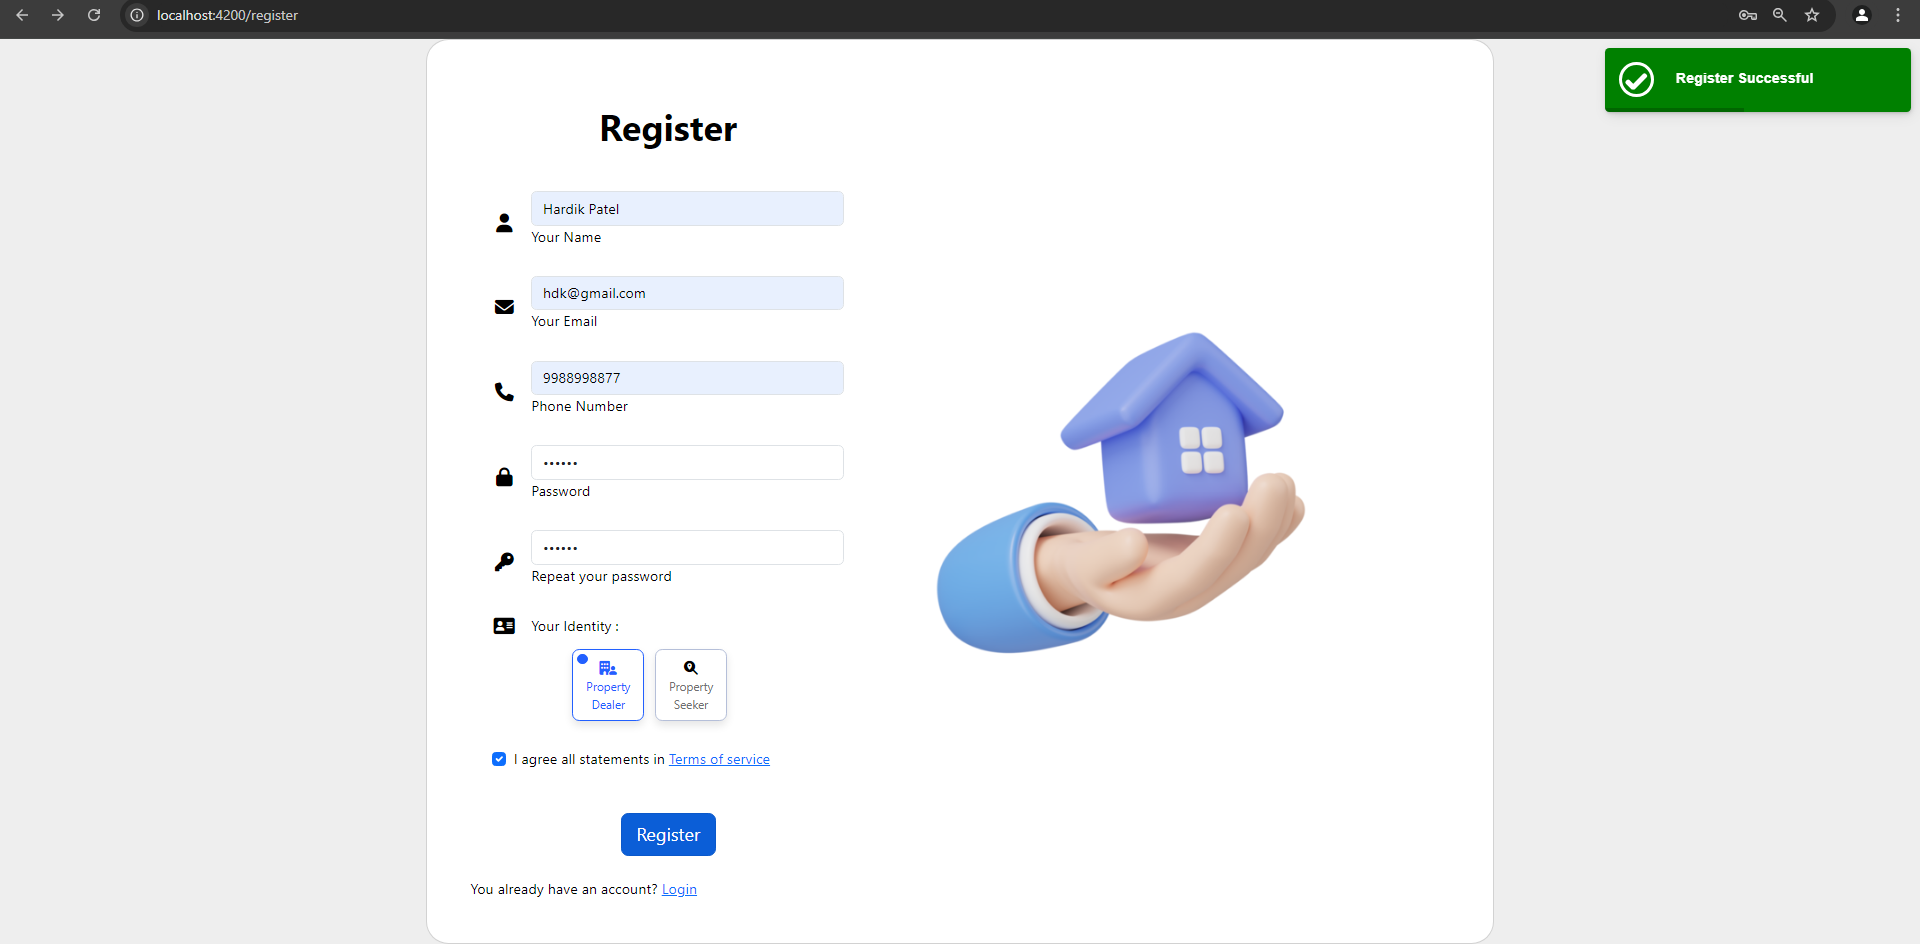 localhost:4200/register
Register Successful
Register
Hardik Patel
Your Name
hdk@gmail.com
Your Email
9988998877
Phone Number
••••••
Password
••••••
Repeat your password
Your Identity :
Property
Dealer
Property
Seeker
I agree all statements in Terms of service
Register
You already have an account? Login